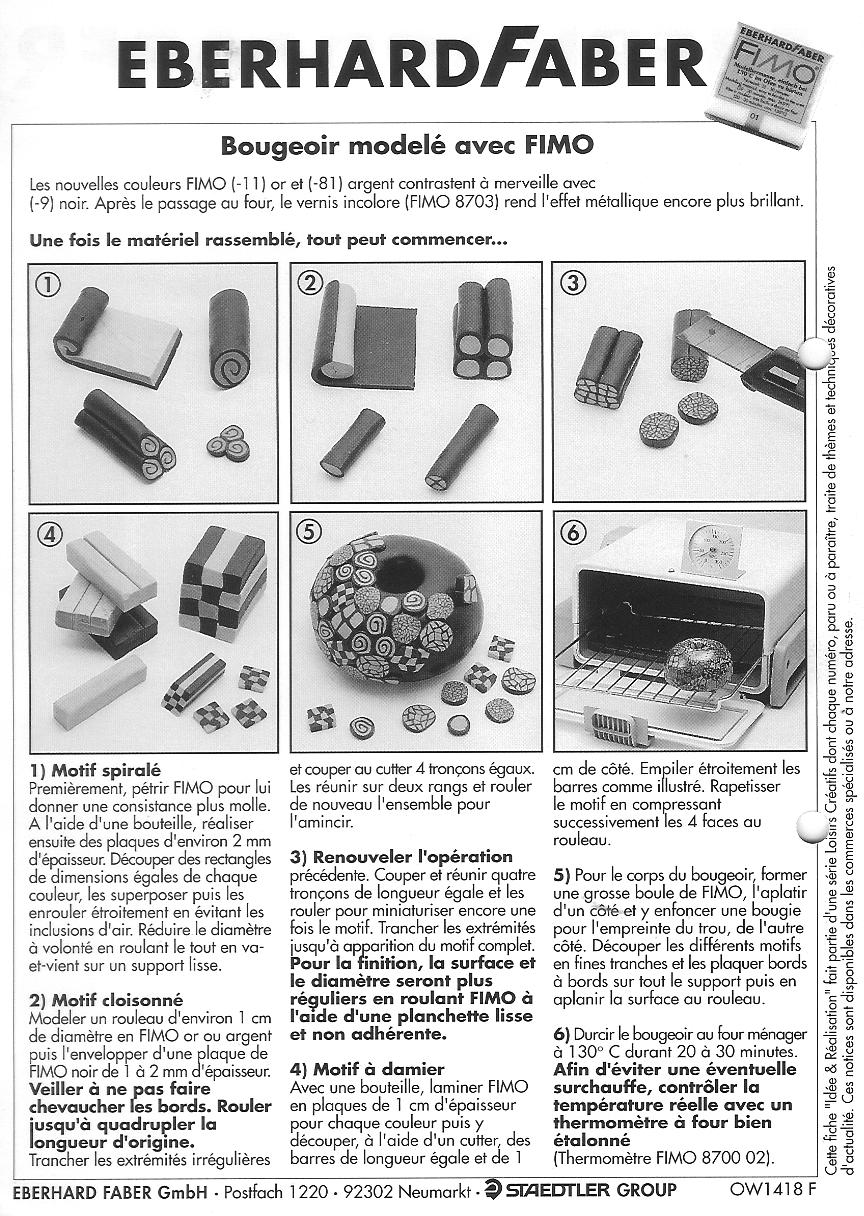 EBERHARDFABER
EBERHARDFABER
FIMO
01
Bougeoir modelé avec FIMO
Les nouvelles couleurs FIMO (-11) or et (-81) argent contrastent à merveille avec
(-9) noir. Après le passage au four, le vernis incolore (FIMO 8703) rend l'effet métallique encore plus brillant.
Une fois le matériel rassemblé, tout peut commencer...
1
2
3
4
5
6
1) Motif spiralé
Premièrement, pétrir FIMO pour lui
donner une consistance plus molle.
A l'aide d'une bouteille, réaliser
ensuite des plaques d'environ 2 mm
d'épaisseur. Découper des rectangles
de dimensions égales de chaque
couleur, les superposer puis les
enrouler étroitement en évitant les
inclusions d'air. Réduire le diamètre
à volonté en roulant le tout en va-
et-vient sur un support lisse.
2) Motif cloisonné
Modeler un rouleau d'environ 1 cm
de diamètre en FIMO or ou argent
puis l'envelopper d'une plaque de
FIMO noir de 1 à 2 mm d'épaisseur.
Veiller à ne pas faire
chevaucher les bords. Rouler
jusqu'à quadrupler la
longueur d'origine.
Trancher les extrémités irrégulières
et couper au cutter 4 tronçons égaux.
Les réunir sur deux rangs et rouler
de nouveau l'ensemble pour
l'amincir.
3) Renouveler l'opération
précédente. Couper et réunir quatre
tronçons de longueur égale et les
rouler pour miniaturiser encore une
fois le motif. Trancher les extrémités
jusqu'à apparition du motif complet.
Pour la finition, la surface et
le diamètre seront plus
réguliers en roulant FIMO à
l'aide d'une planchette lisse
et non adhérente.
4) Motif à damier
Avec une bouteille, laminer FIMO
en plaques de 1 cm d'épaisseur
pour chaque couleur puis y
découper, à l'aide d'un cutter, des
barres de longueur égale et de 1
cm de côté. Empiler étroitement les
barres comme illustré. Rapetisser
le motif en compressant
successivement les 4 faces au
rouleau.
5) Pour le corps du bougeoir, former
une grosse boule de FIMO, l'aplatir
d'un côté et y enfoncer une bougie
pour l'empreinte du trou, de l'autre
côté. Découper les différents motifs
en fines tranches et les plaquer bords
à bords sur tout le support puis en
aplanir la surface au rouleau.
6) Durcir le bougeoir au four ménager
à 130° C durant 20 à 30 minutes.
Afin d'éviter une éventuelle
surchauffe, contrôler la
température réelle avec un
thermomètre à four bien
étalonné
(Thermomètre FIMO 8700 02).
Cette fiche "Idée & Réalisation" fait partie d'une série Loisirs Créatifs dont chaque numéro, paru ou à paraître, traite de thèmes et techniques décoratives
d'actualité. Ces notices sont disponibles dans les commerces spécialisés ou à notre adresse.
EBERHARD FABER GmbH · Postfach 1220 · 92302 Neumarkt · STAEDTLER GROUP OW1418 F